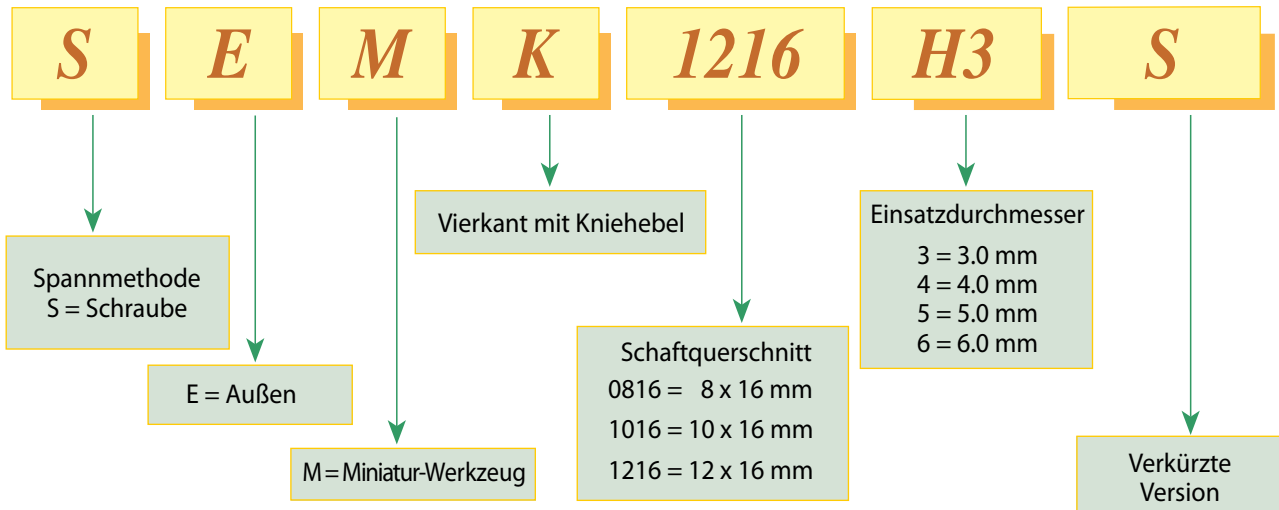 S E M K 1216 H3 S
Spannmethode
S = Schraube
E = Außen
M = Miniatur-Werkzeug
Vierkant mit Kniehebel
Schaftquerschnitt
0816 = 8 x 16 mm
1016 = 10 x 16 mm
1216 = 12 x 16 mm
Einsatzdurchmesser
3 = 3.0 mm
4 = 4.0 mm
5 = 5.0 mm
6 = 6.0 mm
Verkürzte
Version